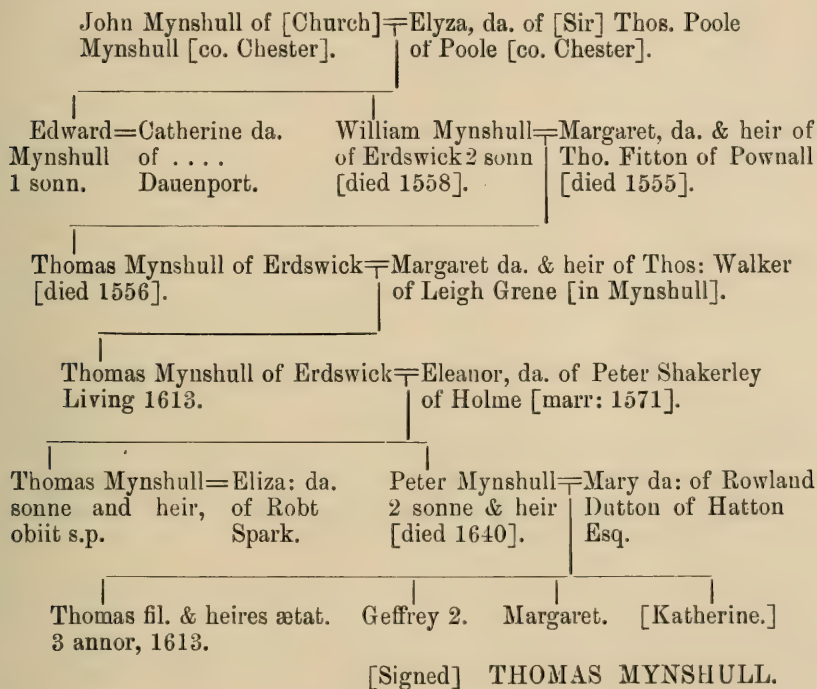 John Mynshull of [Church]=Elyza, da. of [Sir] Thos. Poole
Mynshull [co. Chester]. of Poole [co. Chester].
Edward=Catherine da. William Mynshull=Margaret, da. & heir of
Mynshull of .... of Erdswick 2 sonn Tho. Fitton of Pownall
1 sonn. Dauenport. [died 1558]. [died 1555].
Thomas Mynshull of Erdswick=Margaret da. & heir of Thos: Walker
[died 1556]. of Leigh Grene [in Mynshull].
Thomas Mynshull of Erdswick=Eleanor, da. of Peter Shakerley
Living 1613. of Holme [marr: 1571].
Thomas Mynshull=Eliza: da. Peter Mynshull=Mary da: of Rowland
sonne and heir, of Robt 2 sonne & heir Dutton of Hatton
obiit s.p. Spark. [died 1640]. Esq.
Thomas fil. & heires ætat. Geffrey 2. Margaret. [Katherine.]
3 annor, 1613.
[Signed] THOMAS MYNSHULL.